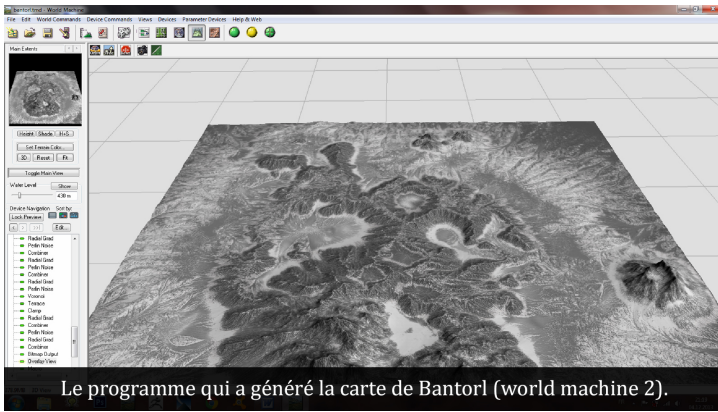 bantorl.tmd - World Machine
File Edit World Commands Device Commands Views Devices Parameter Devices Help & Web
Main Extents
Height Shade H+S
Set Terrain Color...
3D Reset Fit
Toggle Main View
Water Level: Show
430 m
Device Navigation Sort by:
Lock Preview
Edit...
Radial Grad
Perlin Noise
Combiner
Radial Grad
Perlin Noise
Combiner
Radial Grad
Perlin Noise
Voronoi
Terrace
Clamp
Radial Grad
Combiner
Perlin Noise
Radial Grad
Combiner
Bitmap Output
Overlay View
Le programme qui a généré la carte de Bantorl (world machine 2).